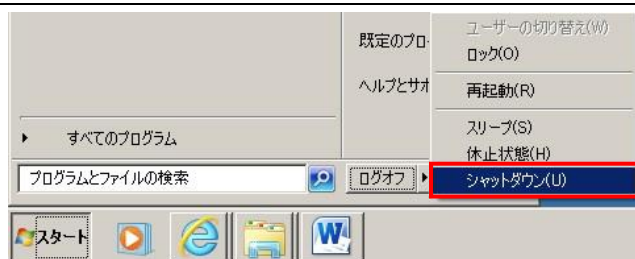 既定のプロ
ヘルプとサポ
ユーザーの切り替え(W)
ロック(O)
再起動(R)
スリープ(S)
休止状態(H)
シャットダウン(U)
すべてのプログラム
プログラムとファイルの検索
ログオフ
スタート